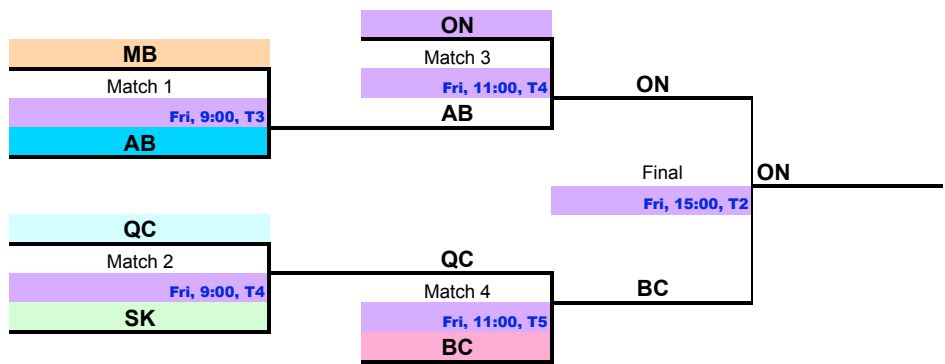 MB
Match 1
Fri, 9:00, T3
AB
QC
Match 2
Fri, 9:00, T4
SK
ON
Match 3
Fri, 11:00, T4
AB
QC
Match 4
Fri, 11:00, T5
BC
ON
Final
Fri, 15:00, T2
BC
ON